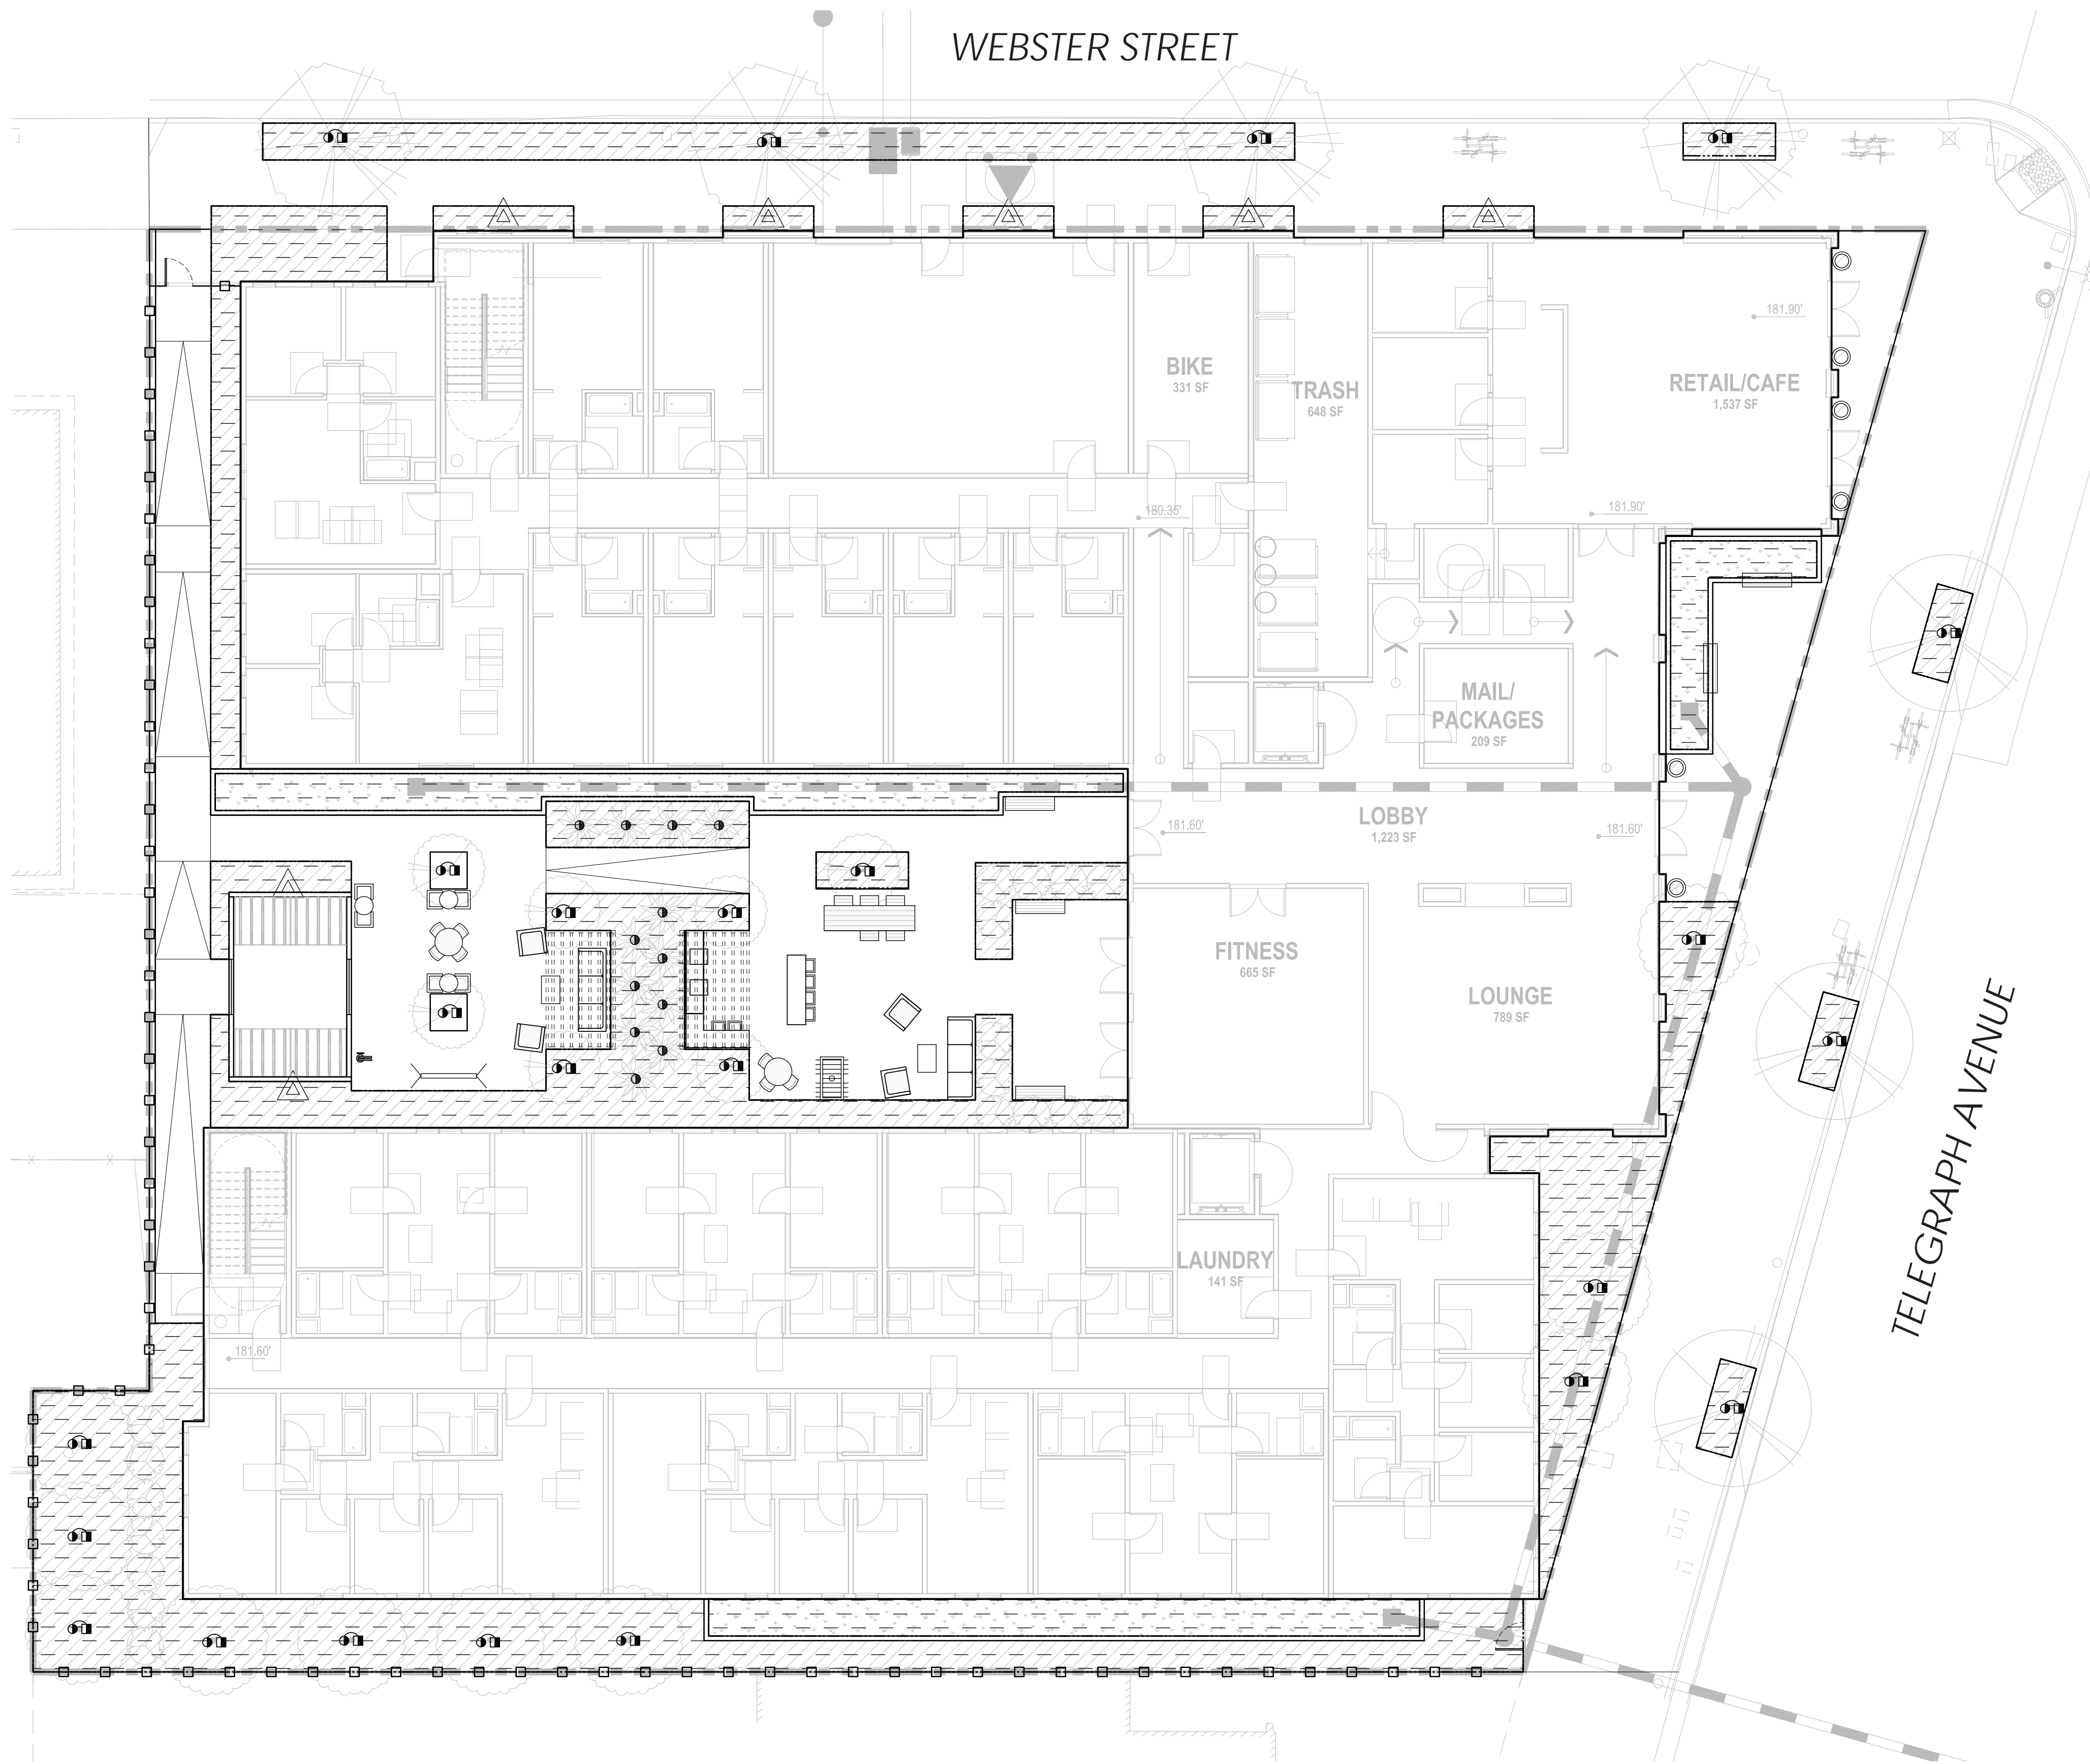 WEBSTER STREET
181.90'
BIKE
331 SF
TRASH
648 SF
RETAIL/CAFE
1,537 SF
180.35'
181.90'
MAIL/
PACKAGES
209 SF
LOBBY
1,223 SF
181.60'
181.60'
FITNESS
665 SF
LOUNGE
789 SF
TELEGRAPH AVENUE
LAUNDRY
141 SF
181.60'